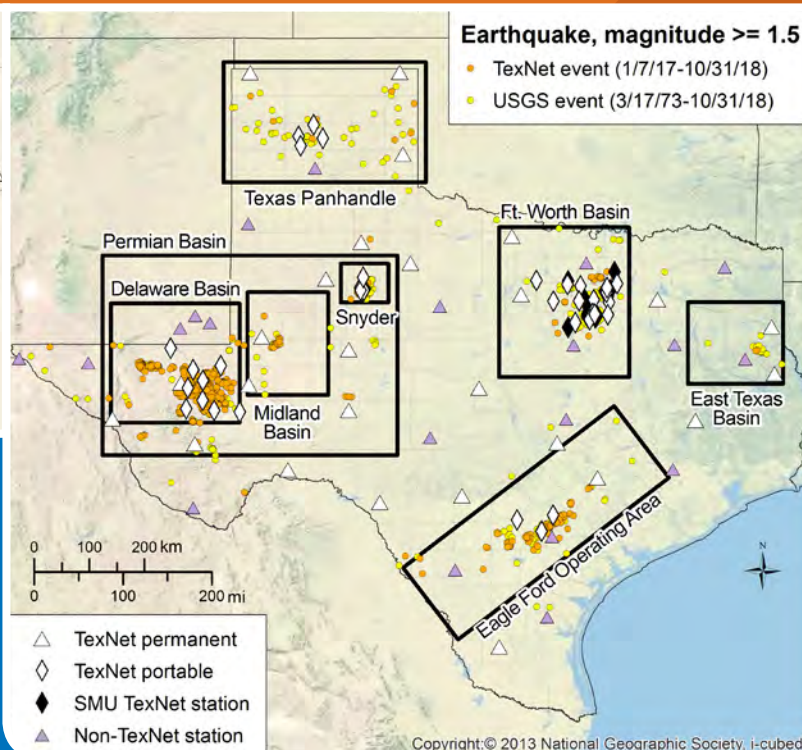 Earthquake, magnitude >= 1.5
TexNet event (1/7/17-10/31/18)
USGS event (3/17/73-10/31/18)
Texas Panhandle
Ft. Worth Basin
Permian Basin
Delaware Basin
Snyder
Midland
Basin
East Texas
Basin
Eagle Ford Operating Area
0 100 200 km
0 100 200 mi
N
TexNet permanent
TexNet portable
SMU TexNet station
Non-TexNet station
Copyright:© 2013 National Geographic Society, i-cubed